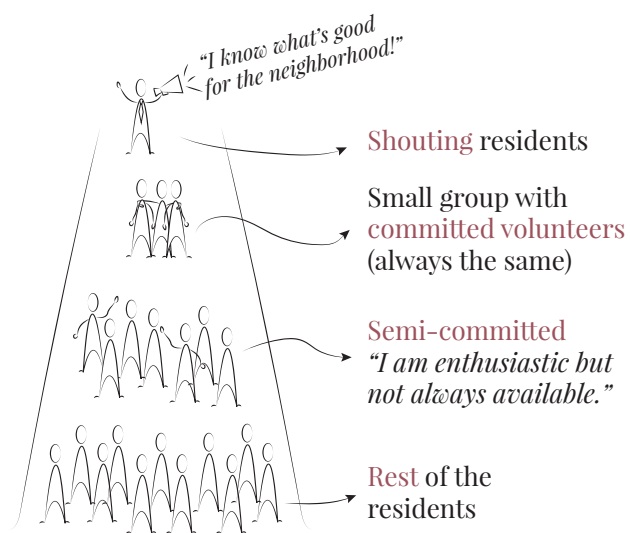 “I know what’s good
for the neighborhood!”
Shouting residents
Small group with
committed volunteers
(always the same)
Semi-committed
“I am enthusiastic but
not always available.”
Rest of the
residents